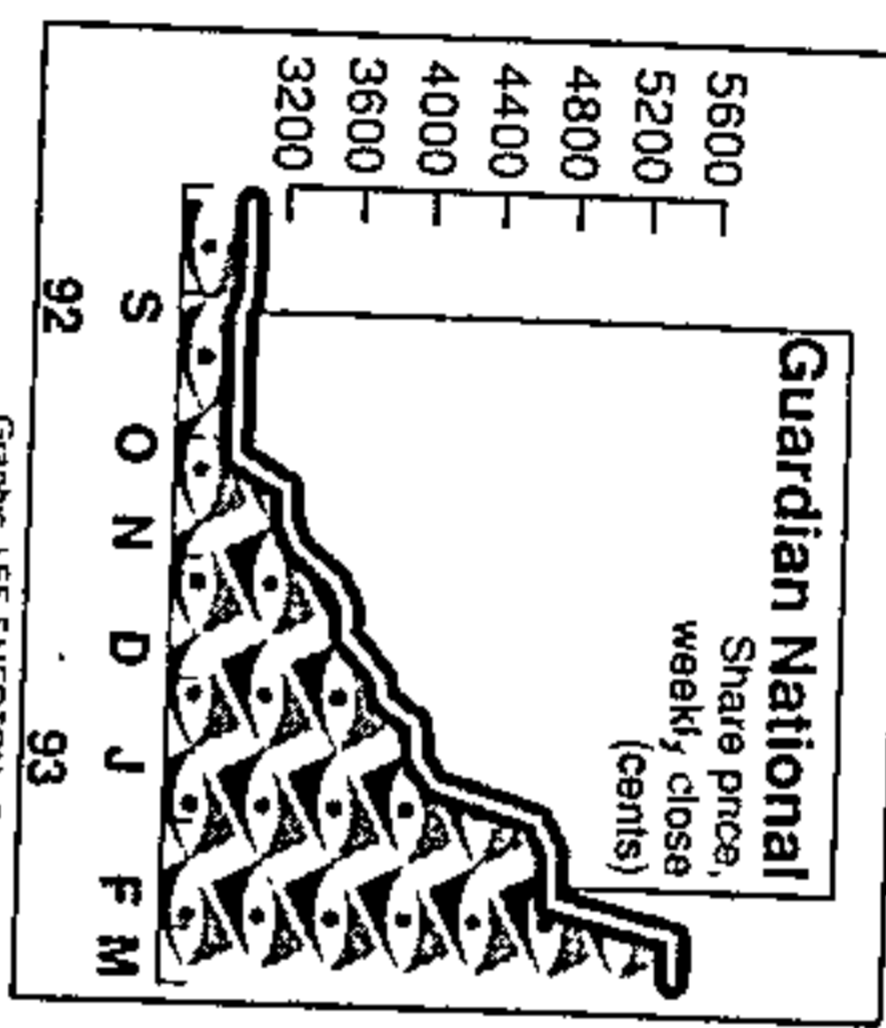 Guardian National
Share price,
weekly close
(cents)
5600
5200
4800
4400
4000
3600
3200
S O N D J F M
92 93